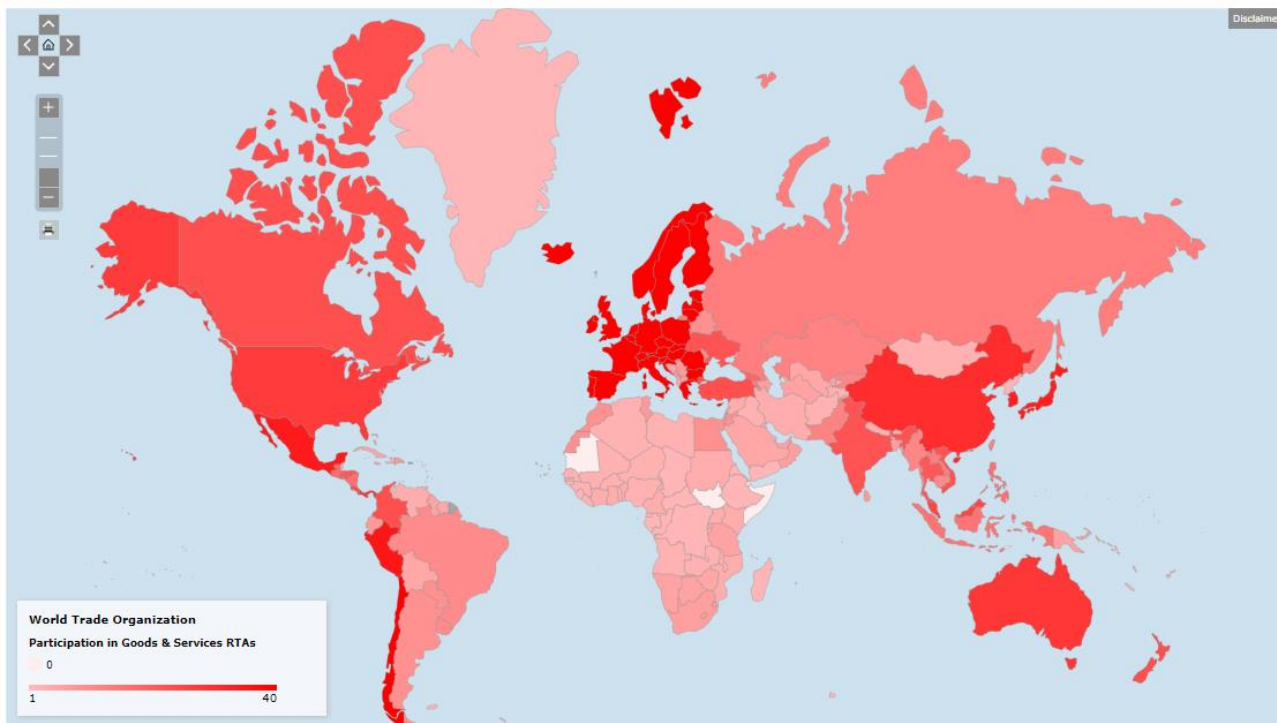 Disclaime
World Trade Organization
Participation in Goods & Services RTAs
0
1 40